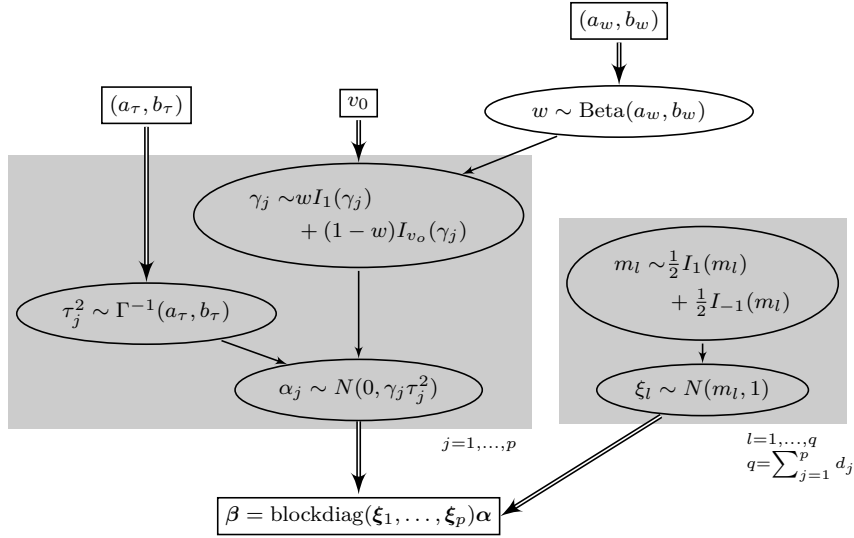 (a_w, b_w)
(a_τ, b_τ)
v_0
w ∼ Beta(a_w, b_w)
γ_j ∼wI_1(γ_j)
+ (1 − w)I_{v_o}(γ_j)
m_l ∼½I_1(m_l)
+ ½I_{−1}(m_l)
τ_j^2 ∼ Γ^{−1}(a_τ, b_τ)
α_j ∼ N(0, γ_jτ_j^2)
ξ_l ∼ N(m_l, 1)
j=1,...,p
l=1,...,q
q=∑_{j=1}^p d_j
β = blockdiag(ξ_1, . . . , ξ_p)α